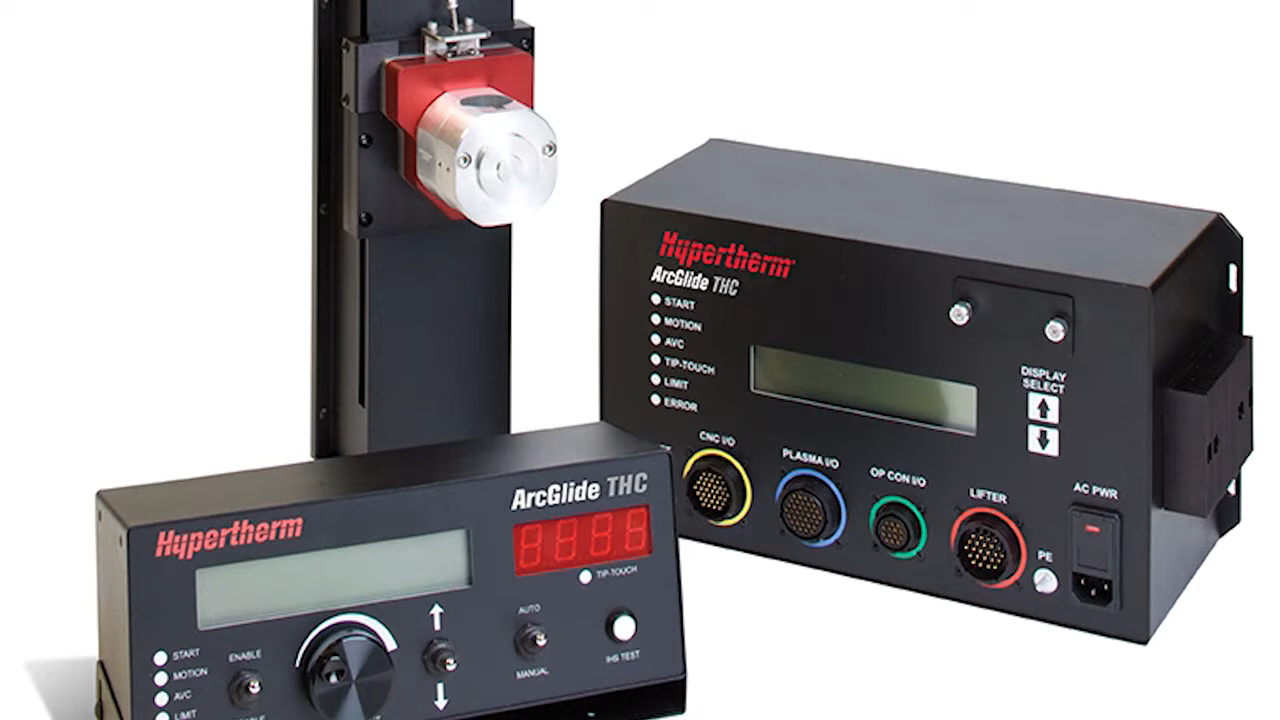 Hypertherm
ArcGlide THC
START
MOTION
AVC
TIP-TOUCH
LIMIT
ERROR
DISPLAY
SELECT
CNC I/O
PLASMA I/O
OP CON I/O
LIFTER
AC PWR
PE
Hypertherm
ArcGlide THC
8888
TIP-TOUCH
START
MOTION
AVC
LIMIT
ENABLE
AUTO
MANUAL
IHS TEST